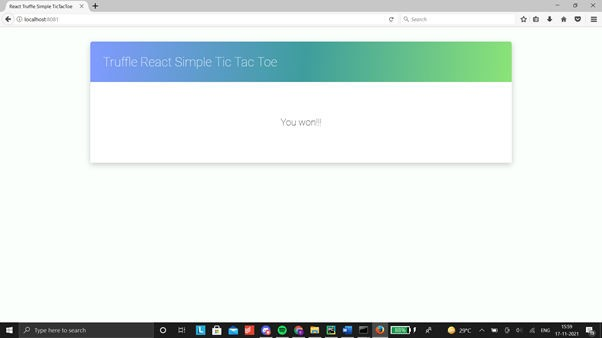 React Truffle Simple TicTacToe
localhost:8081
Search
Truffle React Simple Tic Tac Toe
You won!!!
Type here to search
88%
29°C
ENG
15:59
17-11-2021